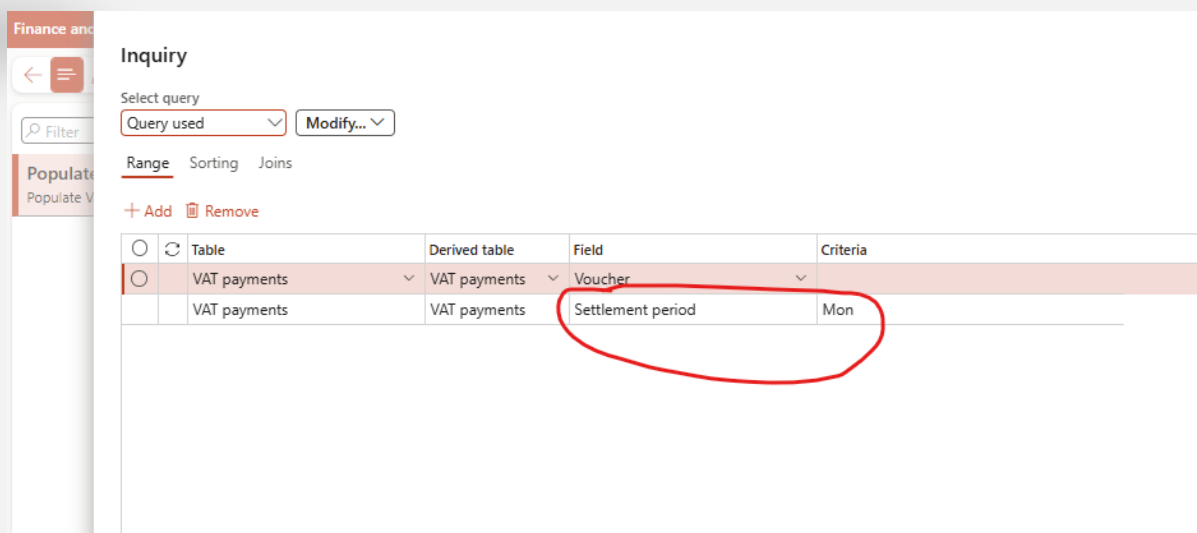 Finance and
Inquiry
Select query
Query used Modify...
Filter
Range Sorting Joins
Populate
Populate V
Add Remove
Table Derived table Field Criteria
VAT payments VAT payments Voucher
VAT payments VAT payments Settlement period Mon